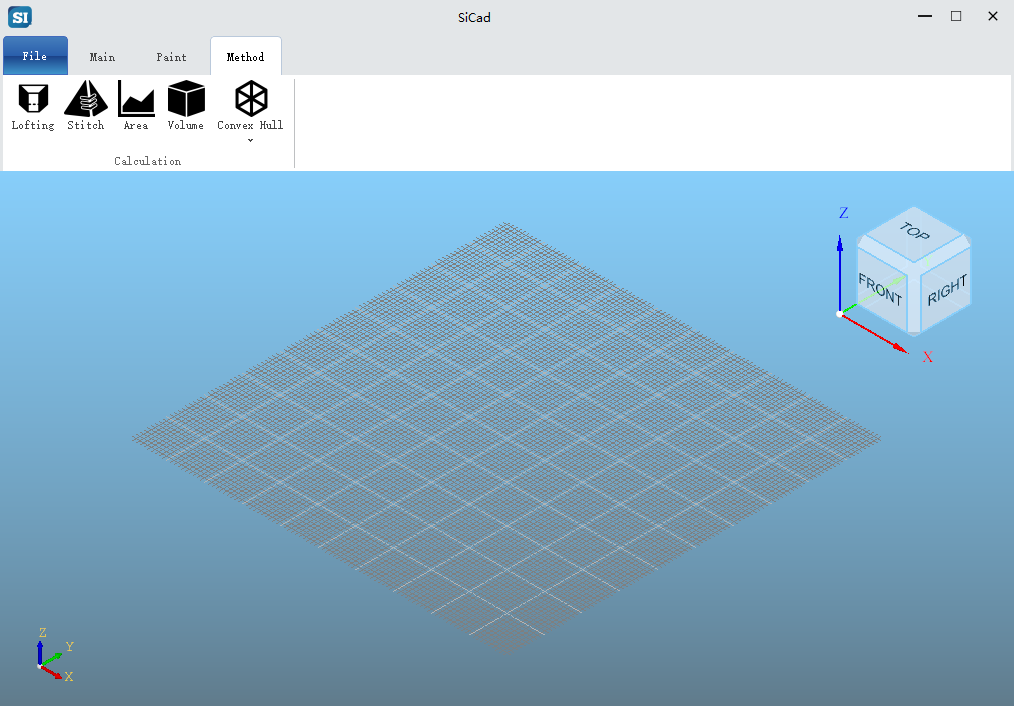 SI
SiCad
File Main Paint Method
Lofting Stitch Area Volume Convex Hull
Calculation
Z
TOP
FRONT
RIGHT
X
Z
Y
X